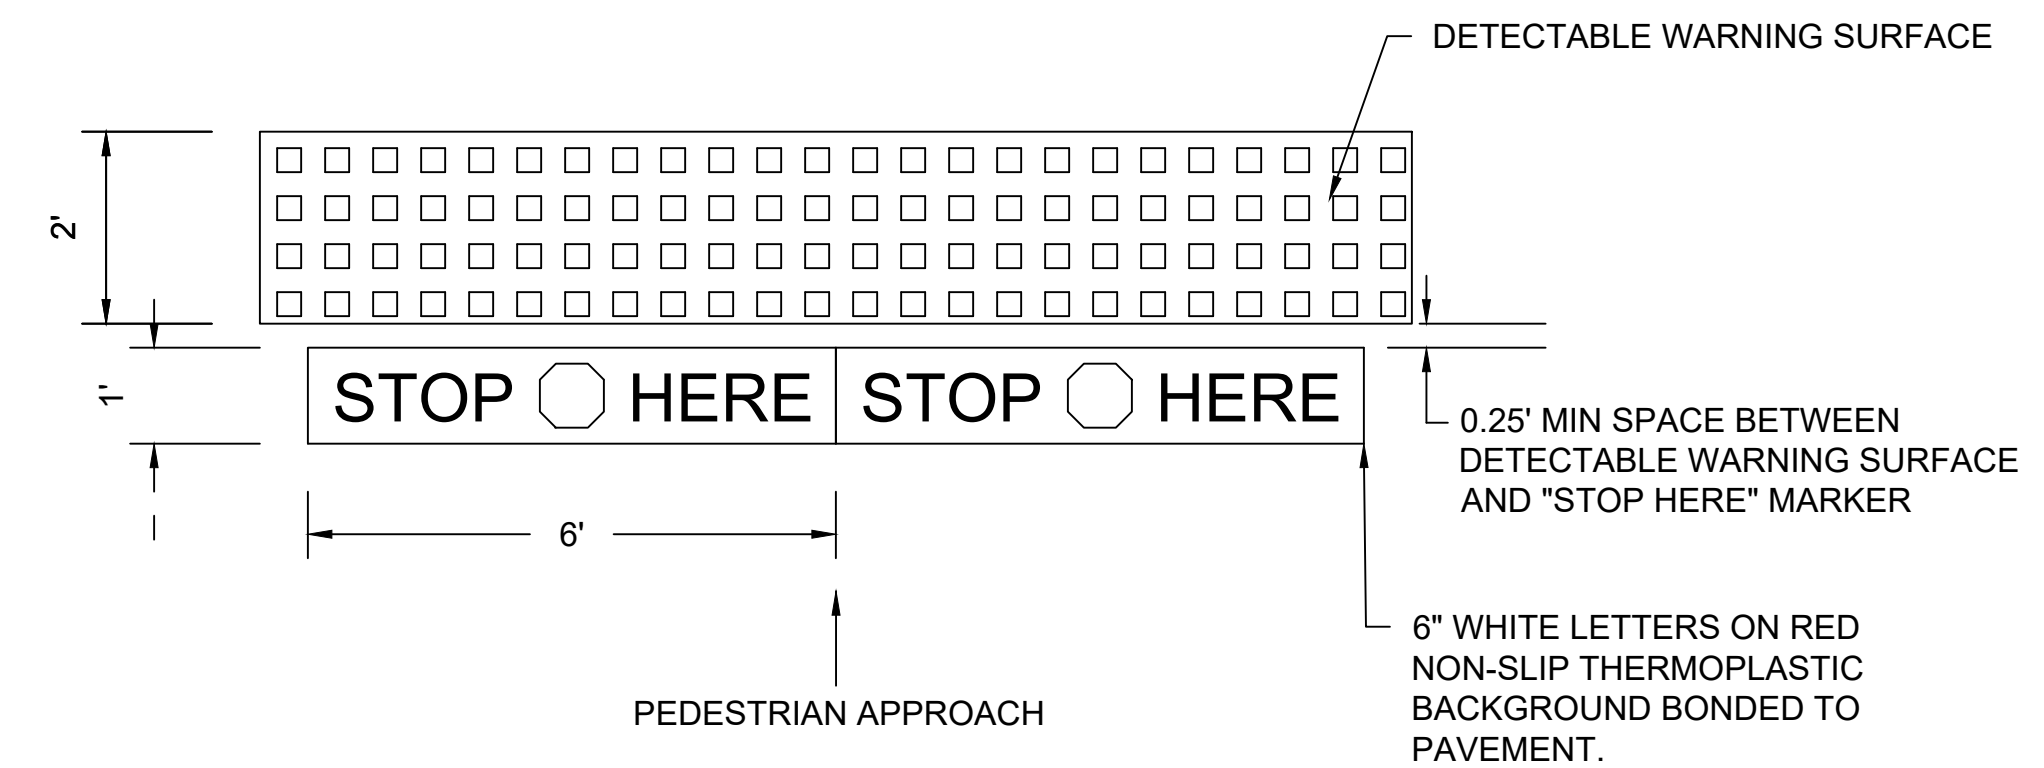 DETECTABLE WARNING SURFACE
2'
1'
STOP HERE STOP HERE
0.25' MIN SPACE BETWEEN
DETECTABLE WARNING SURFACE
AND "STOP HERE" MARKER
6'
6" WHITE LETTERS ON RED
NON-SLIP THERMOPLASTIC
BACKGROUND BONDED TO
PAVEMENT.
PEDESTRIAN APPROACH